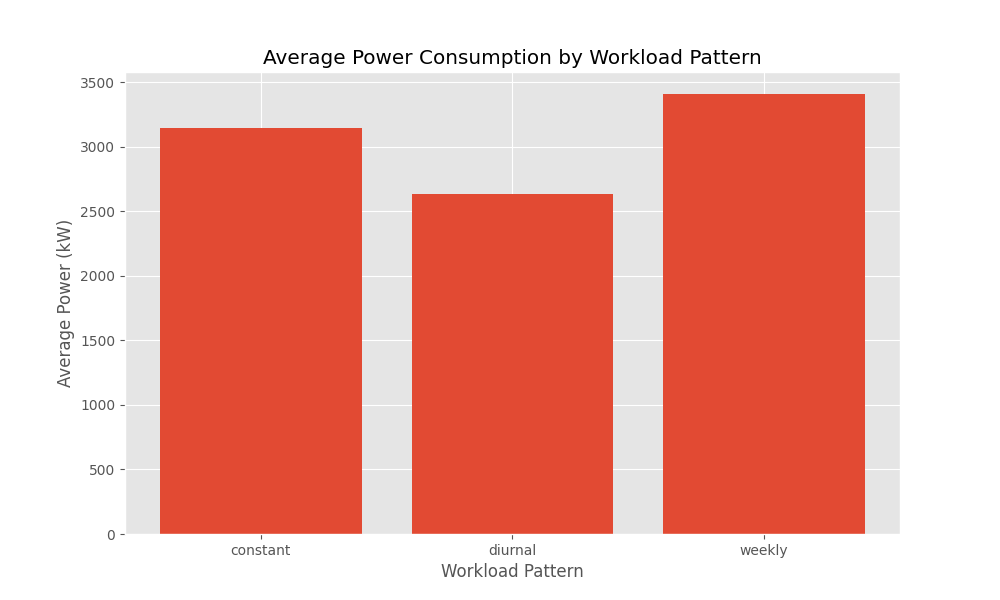 Average Power Consumption by Workload Pattern
3500
3000
2500
2000
1500
1000
500
0
Average Power (kW)
constant diurnal weekly
Workload Pattern